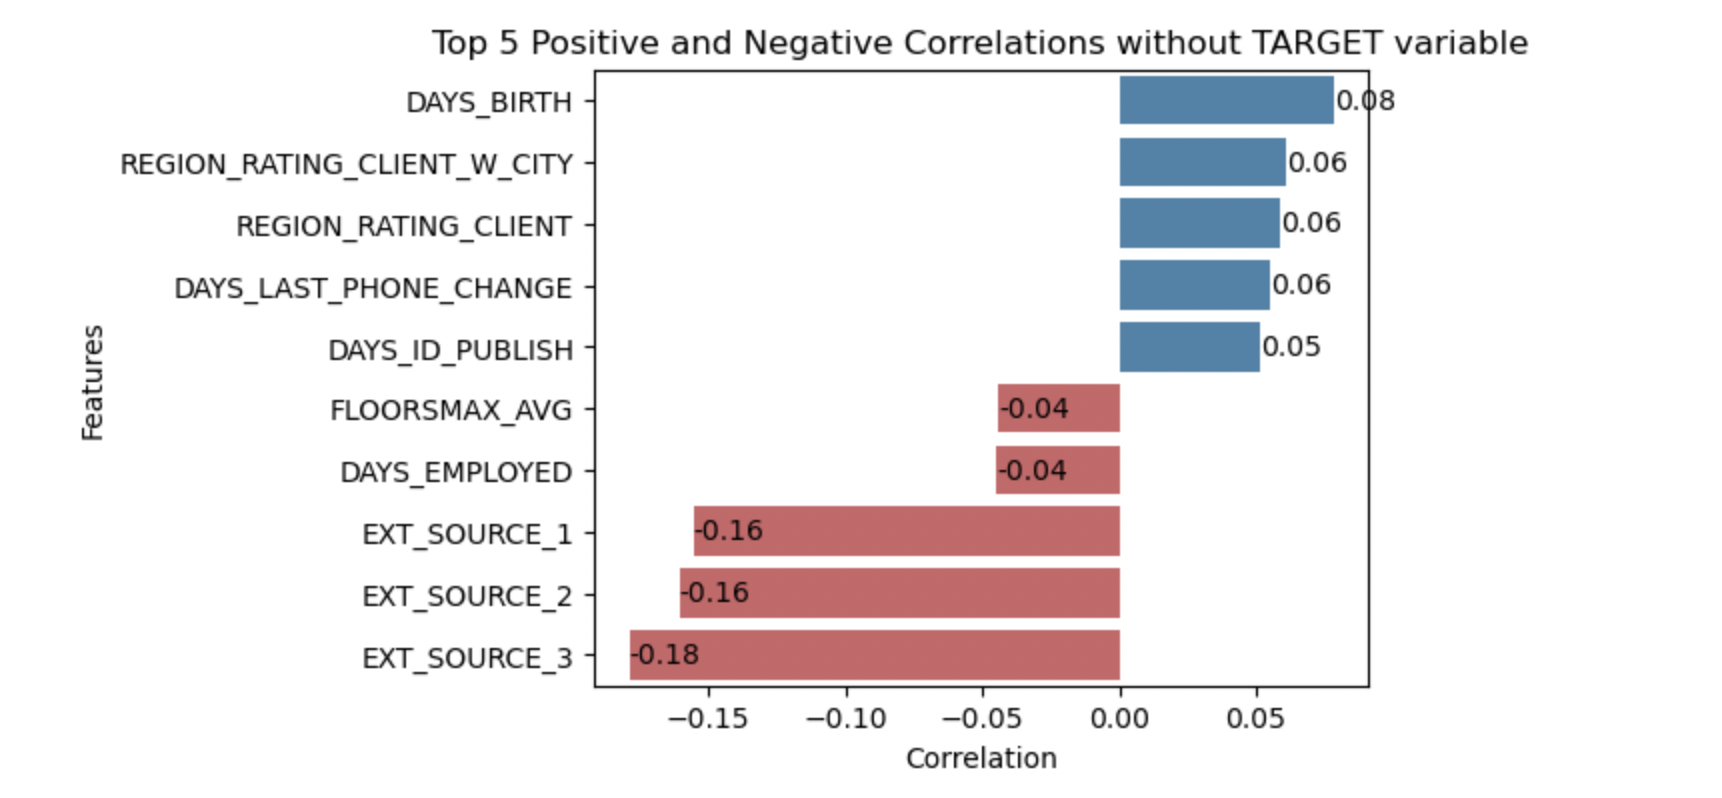 Top 5 Positive and Negative Correlations without TARGET variable
DAYS_BIRTH 0.08
REGION_RATING_CLIENT_W_CITY 0.06
REGION_RATING_CLIENT 0.06
DAYS_LAST_PHONE_CHANGE 0.06
DAYS_ID_PUBLISH 0.05
FLOORSMAX_AVG -0.04
DAYS_EMPLOYED -0.04
EXT_SOURCE_1 -0.16
EXT_SOURCE_2 -0.16
EXT_SOURCE_3 -0.18
Features
−0.15 −0.10 −0.05 0.00 0.05
Correlation